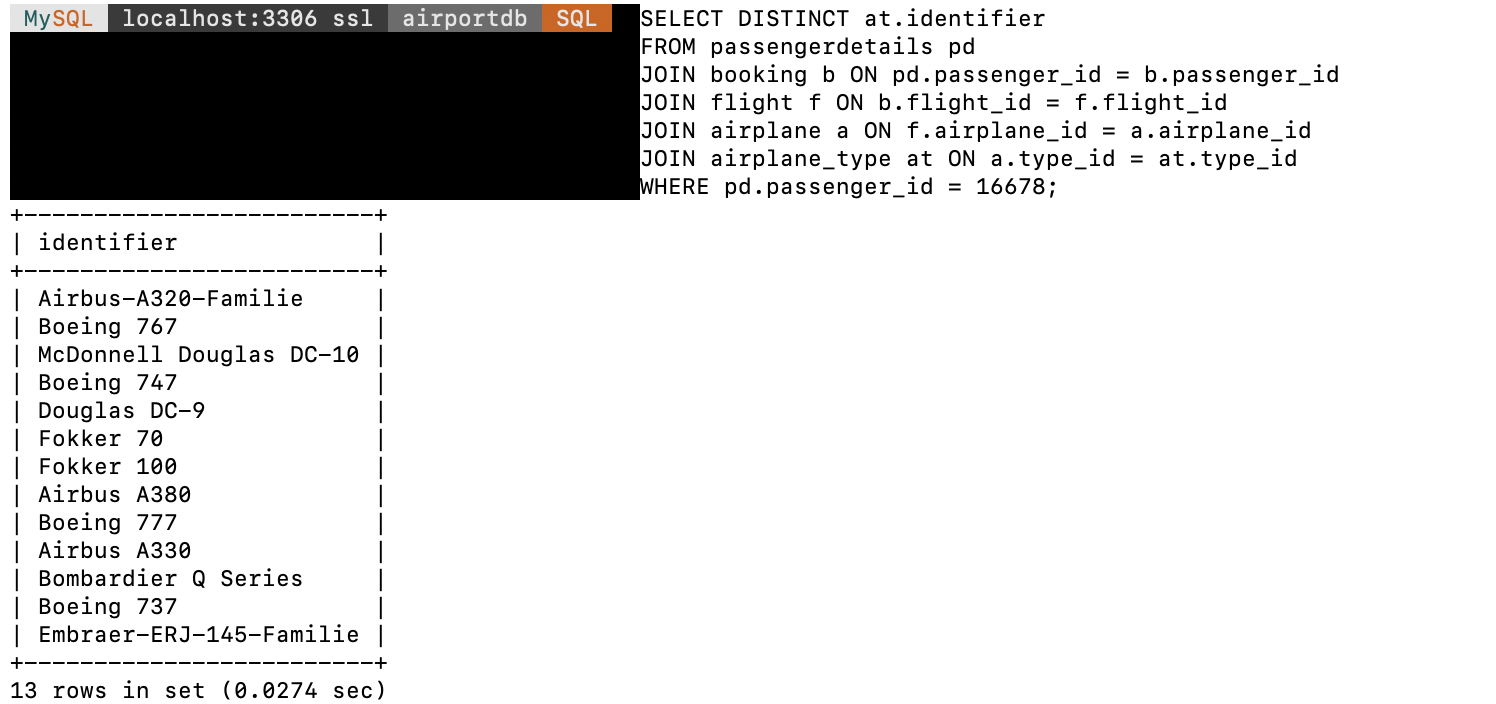 MySQL localhost:3306 ssl airportdb SQL SELECT DISTINCT at.identifier
FROM passengerdetails pd
JOIN booking b ON pd.passenger_id = b.passenger_id
JOIN flight f ON b.flight_id = f.flight_id
JOIN airplane a ON f.airplane_id = a.airplane_id
JOIN airplane_type at ON a.type_id = at.type_id
WHERE pd.passenger_id = 16678;
+--------------------------+
| identifier               |
+--------------------------+
| Airbus-A320-Familie      |
| Boeing 767               |
| McDonnell Douglas DC-10  |
| Boeing 747               |
| Douglas DC-9             |
| Fokker 70                |
| Fokker 100               |
| Airbus A380              |
| Boeing 777               |
| Airbus A330              |
| Bombardier Q Series      |
| Boeing 737               |
| Embraer-ERJ-145-Familie  |
+--------------------------+
13 rows in set (0.0274 sec)